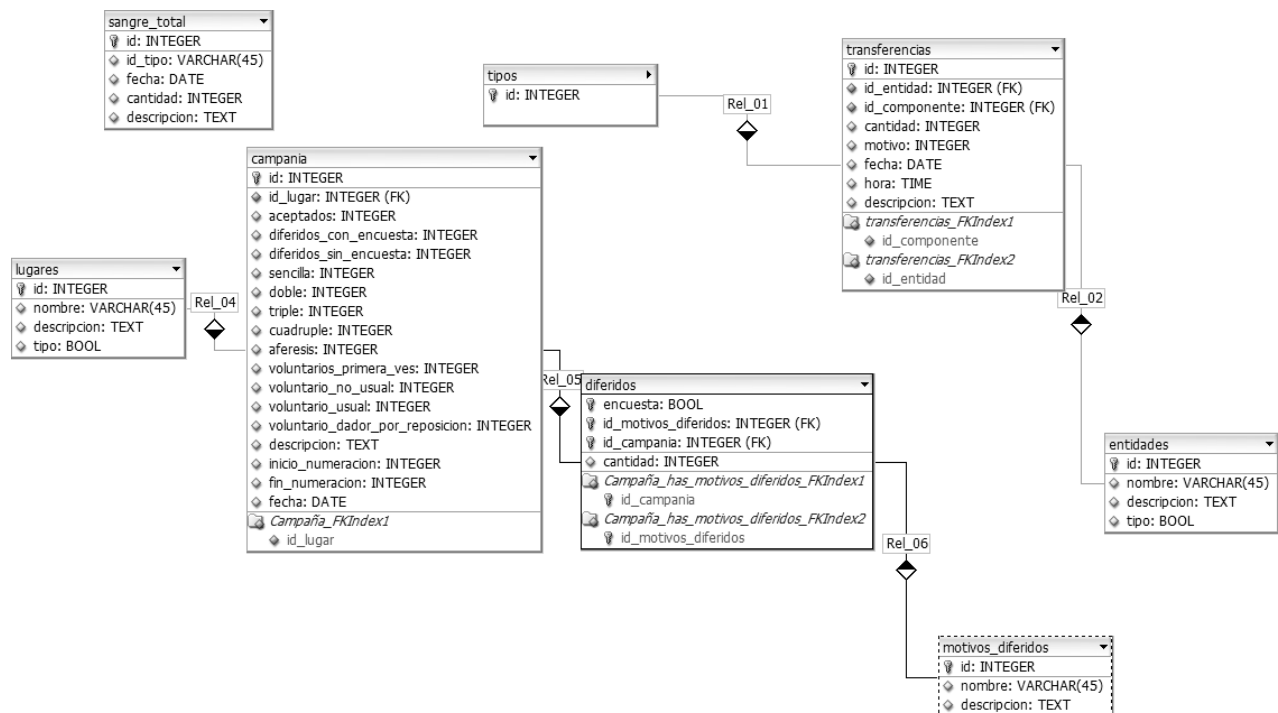 sangre_total
id: INTEGER
id_tipo: VARCHAR(45)
fecha: DATE
cantidad: INTEGER
descripcion: TEXT
tipos
id: INTEGER
Rel_01
transferencias
id: INTEGER
id_entidad: INTEGER (FK)
id_componente: INTEGER (FK)
cantidad: INTEGER
motivo: INTEGER
fecha: DATE
hora: TIME
descripcion: TEXT
transferencias_FKIndex1
id_componente
transferencias_FKIndex2
id_entidad
campania
id: INTEGER
id_lugar: INTEGER (FK)
aceptados: INTEGER
diferidos_con_encuesta: INTEGER
diferidos_sin_encuesta: INTEGER
sencilla: INTEGER
doble: INTEGER
triple: INTEGER
cuadruple: INTEGER
aferesis: INTEGER
voluntarios_primera_ves: INTEGER
voluntario_no_usual: INTEGER
voluntario_usual: INTEGER
voluntario_dador_por_reposicion: INTEGER
descripcion: TEXT
inicio_numeracion: INTEGER
fin_numeracion: INTEGER
fecha: DATE
Campaña_FKIndex1
id_lugar
lugares
id: INTEGER
nombre: VARCHAR(45)
descripcion: TEXT
tipo: BOOL
Rel_04
Rel_02
Rel_05
diferidos
encuesta: BOOL
id_motivos_diferidos: INTEGER (FK)
id_campania: INTEGER (FK)
cantidad: INTEGER
Campaña_has_motivos_diferidos_FKIndex1
id_campania
Campaña_has_motivos_diferidos_FKIndex2
id_motivos_diferidos
entidades
id: INTEGER
nombre: VARCHAR(45)
descripcion: TEXT
tipo: BOOL
Rel_06
motivos_diferidos
id: INTEGER
nombre: VARCHAR(45)
descripcion: TEXT